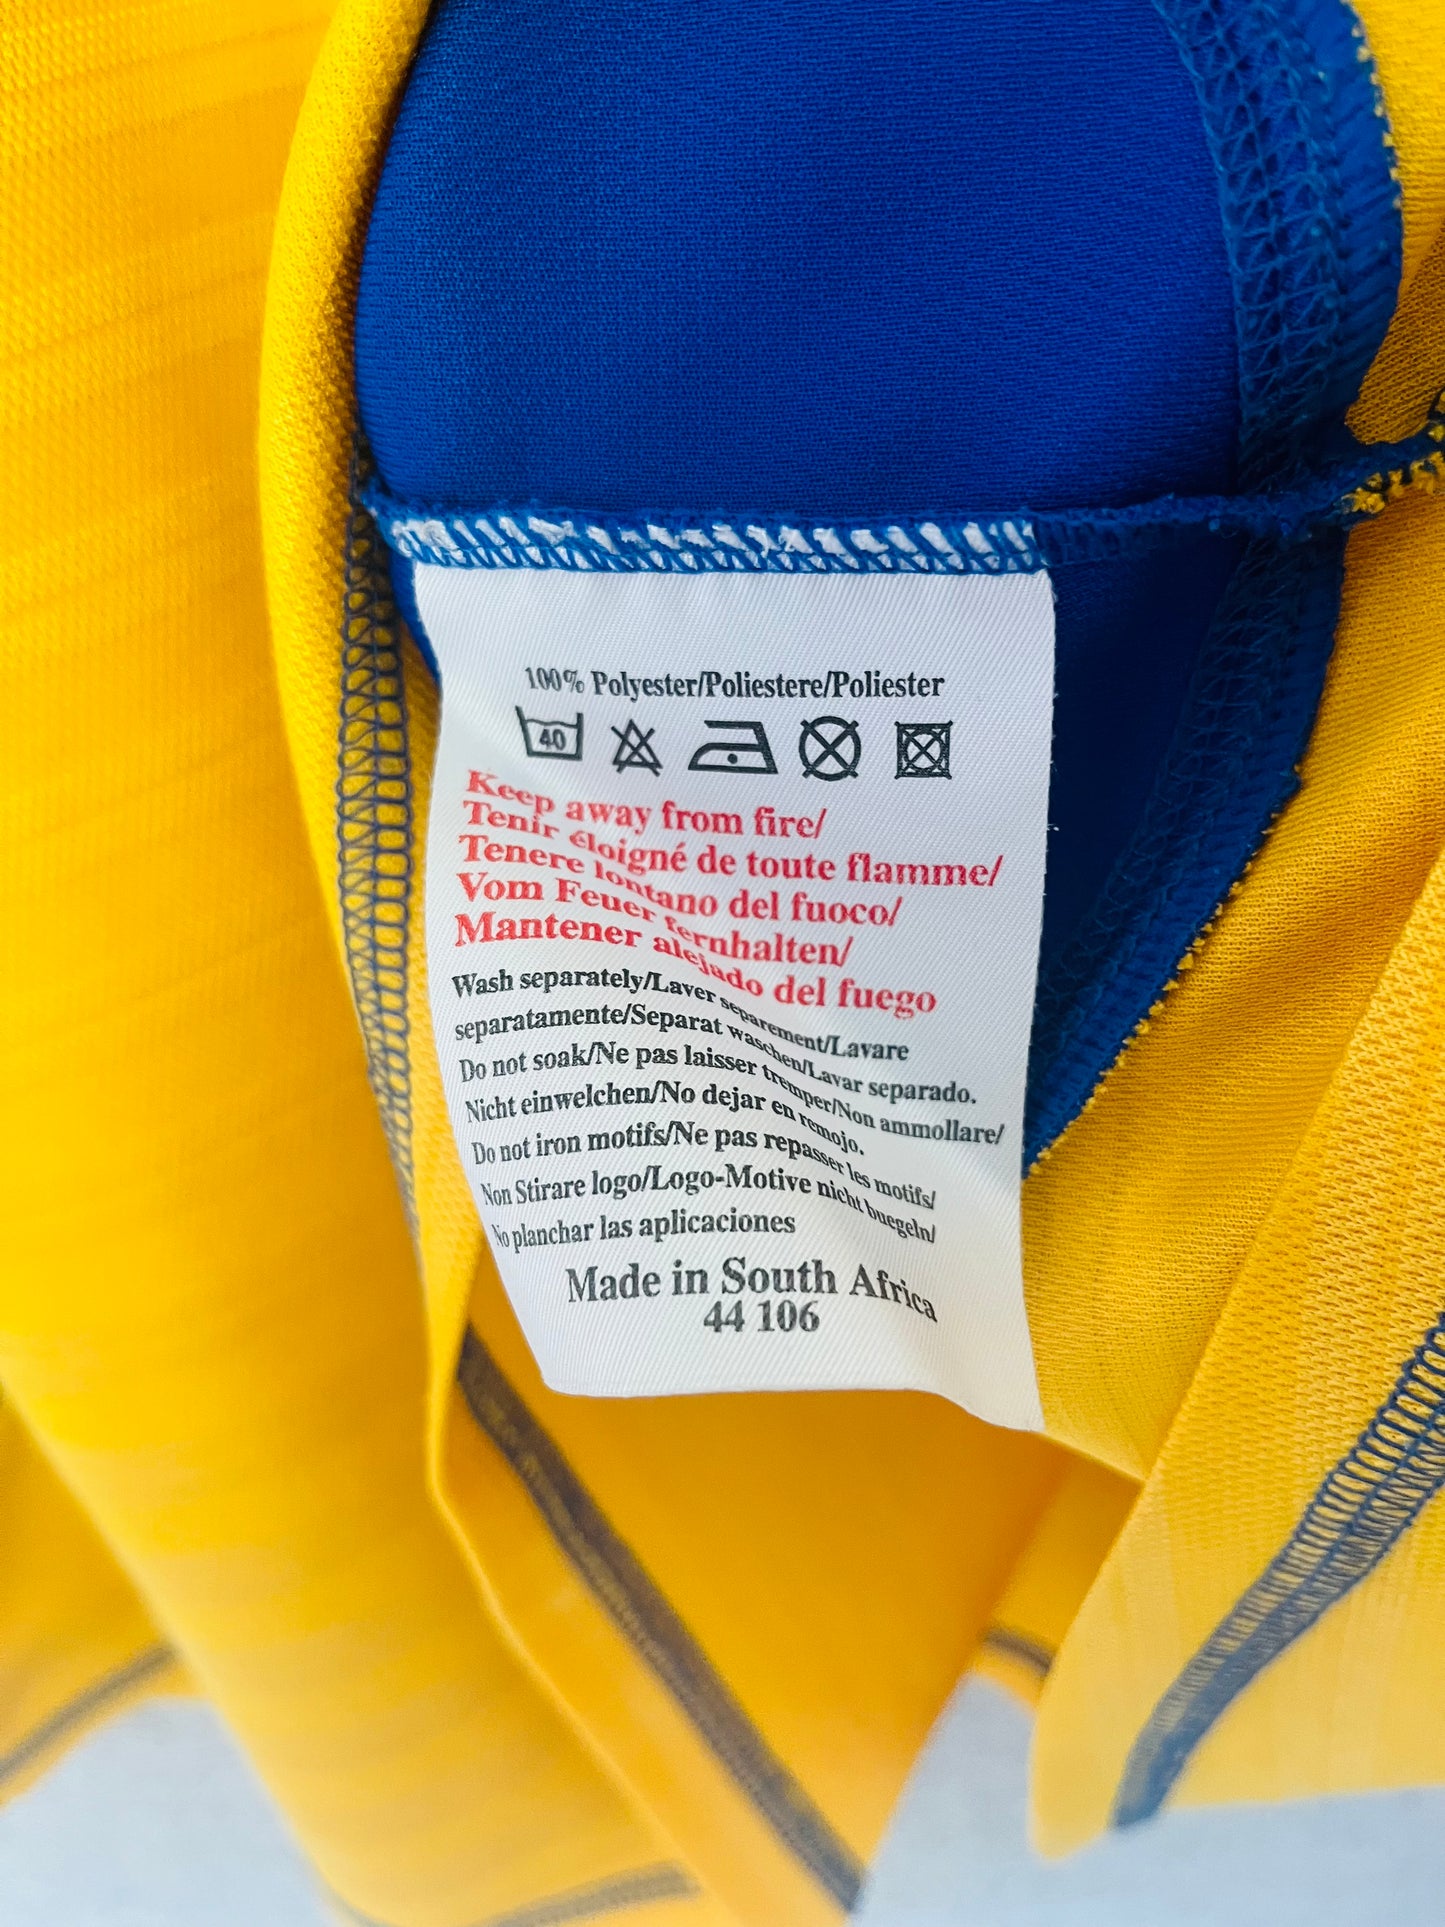 100% Polyester/Poliestere/Poliester
40
Keep away from fire/
Tenir éloigné de toute flamme/
Tenere lontano del fuoco/
Vom Feuer fernhalten/
Mantener alejado del fuego
Wash separately/Laver separement/Lavare
separatamente/Separat waschen/Lavar separado.
Do not soak/Ne pas laisser tremper/Non ammollare/
Nicht einwelchen/No dejar en remojo.
Do not iron motifs/Ne pas repasser les motifs/
Non Stirare logo/Logo-Motive nicht buegeln/
No planchar las aplicaciones
Made in South Africa
44 106